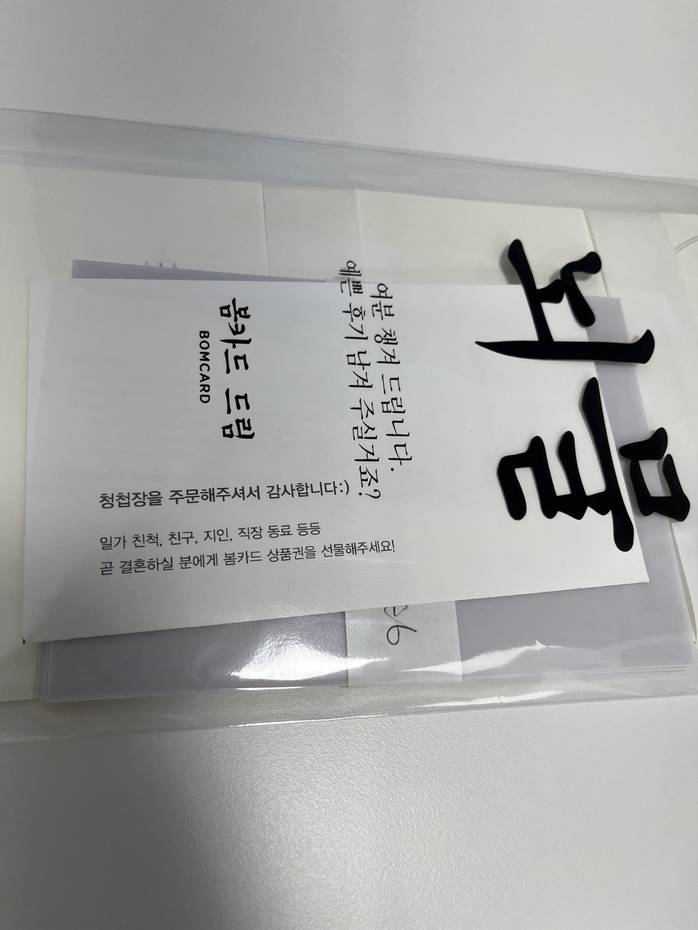 뇌물
여분 챙겨 드립니다.
예쁜 후기 남겨 주실거죠?
봄카드 드림
BOMCARD
청첩장을 주문해주셔서 감사합니다:)
일가 친척, 친구, 지인, 직장 동료 등등
곧 결혼하실 분에게 봄카드 상품권을 선물해주세요!